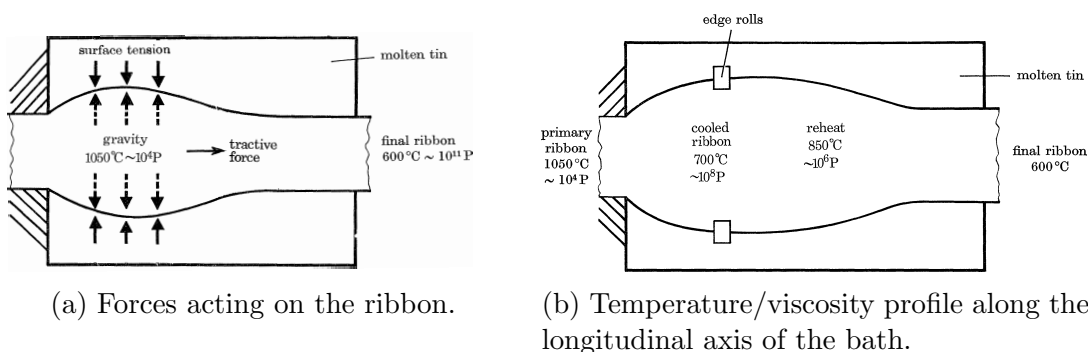 surface tension
molten tin
gravity
1050℃~10⁴P
tractive
force
final ribbon
600℃ ~ 10¹¹P
(a) Forces acting on the ribbon.
edge rolls
molten tin
primary
ribbon
1050℃
~ 10⁴P
cooled
ribbon
700℃
~10⁸P
reheat
850℃
~10⁶P
final ribbon
600℃
(b) Temperature/viscosity profile along the
longitudinal axis of the bath.